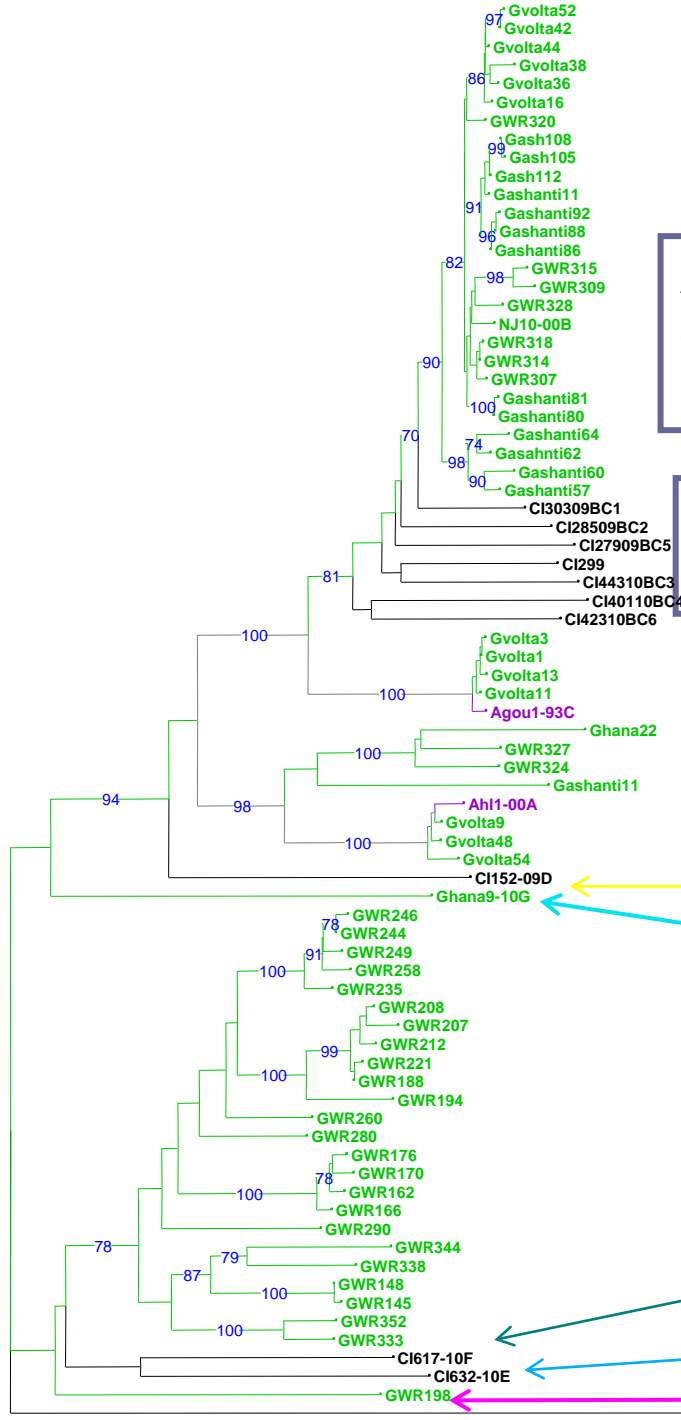 Gvolta52
97
Gvolta42
Gvolta44
Gvolta38
86
Gvolta36
Gvolta16
GWR320
Gash108
99
Gash105
Gash112
Gashanti11
91
Gashanti92
Gashanti88
96
Gashanti86
82
GWR315
98
GWR309
GWR328
NJ10-00B
GWR318
90
GWR314
GWR307
Gashanti81
100
Gashanti80
70
Gashanti64
74
Gasahnti62
98
Gashanti60
90
Gashanti57
CI30309BC1
CI28509BC2
CI27909BC5
CI299
81
CI44310BC3
CI40110BC4
CI42310BC6
100
Gvolta3
Gvolta1
Gvolta13
100
Gvolta11
Agou1-93C
Ghana22
100
GWR327
GWR324
Gashanti11
94
98
Ahl1-00A
Gvolta9
100
Gvolta48
Gvolta54
CI152-09D
Ghana9-10G
GWR246
78
GWR244
91
GWR249
100
GWR258
GWR235
GWR208
GWR207
99
GWR212
GWR221
100
GWR188
GWR194
GWR260
GWR280
GWR176
78
GWR170
100
GWR162
GWR166
GWR290
78
GWR344
79
GWR338
87
GWR148
100
GWR145
GWR352
100
GWR333
CI617-10F
CI632-10E
GWR198